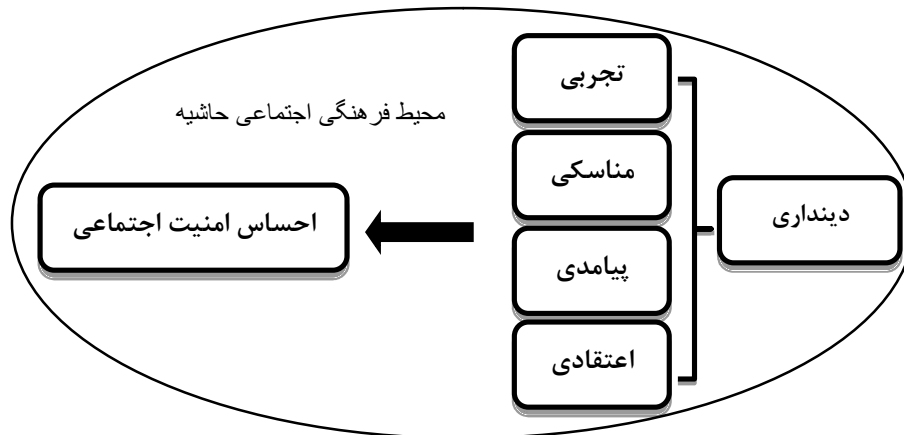 تجربی
محیط فرهنگی اجتماعی حاشیه
مناسکی
دینداری
احساس امنیت اجتماعی
پیامدی
اعتقادی